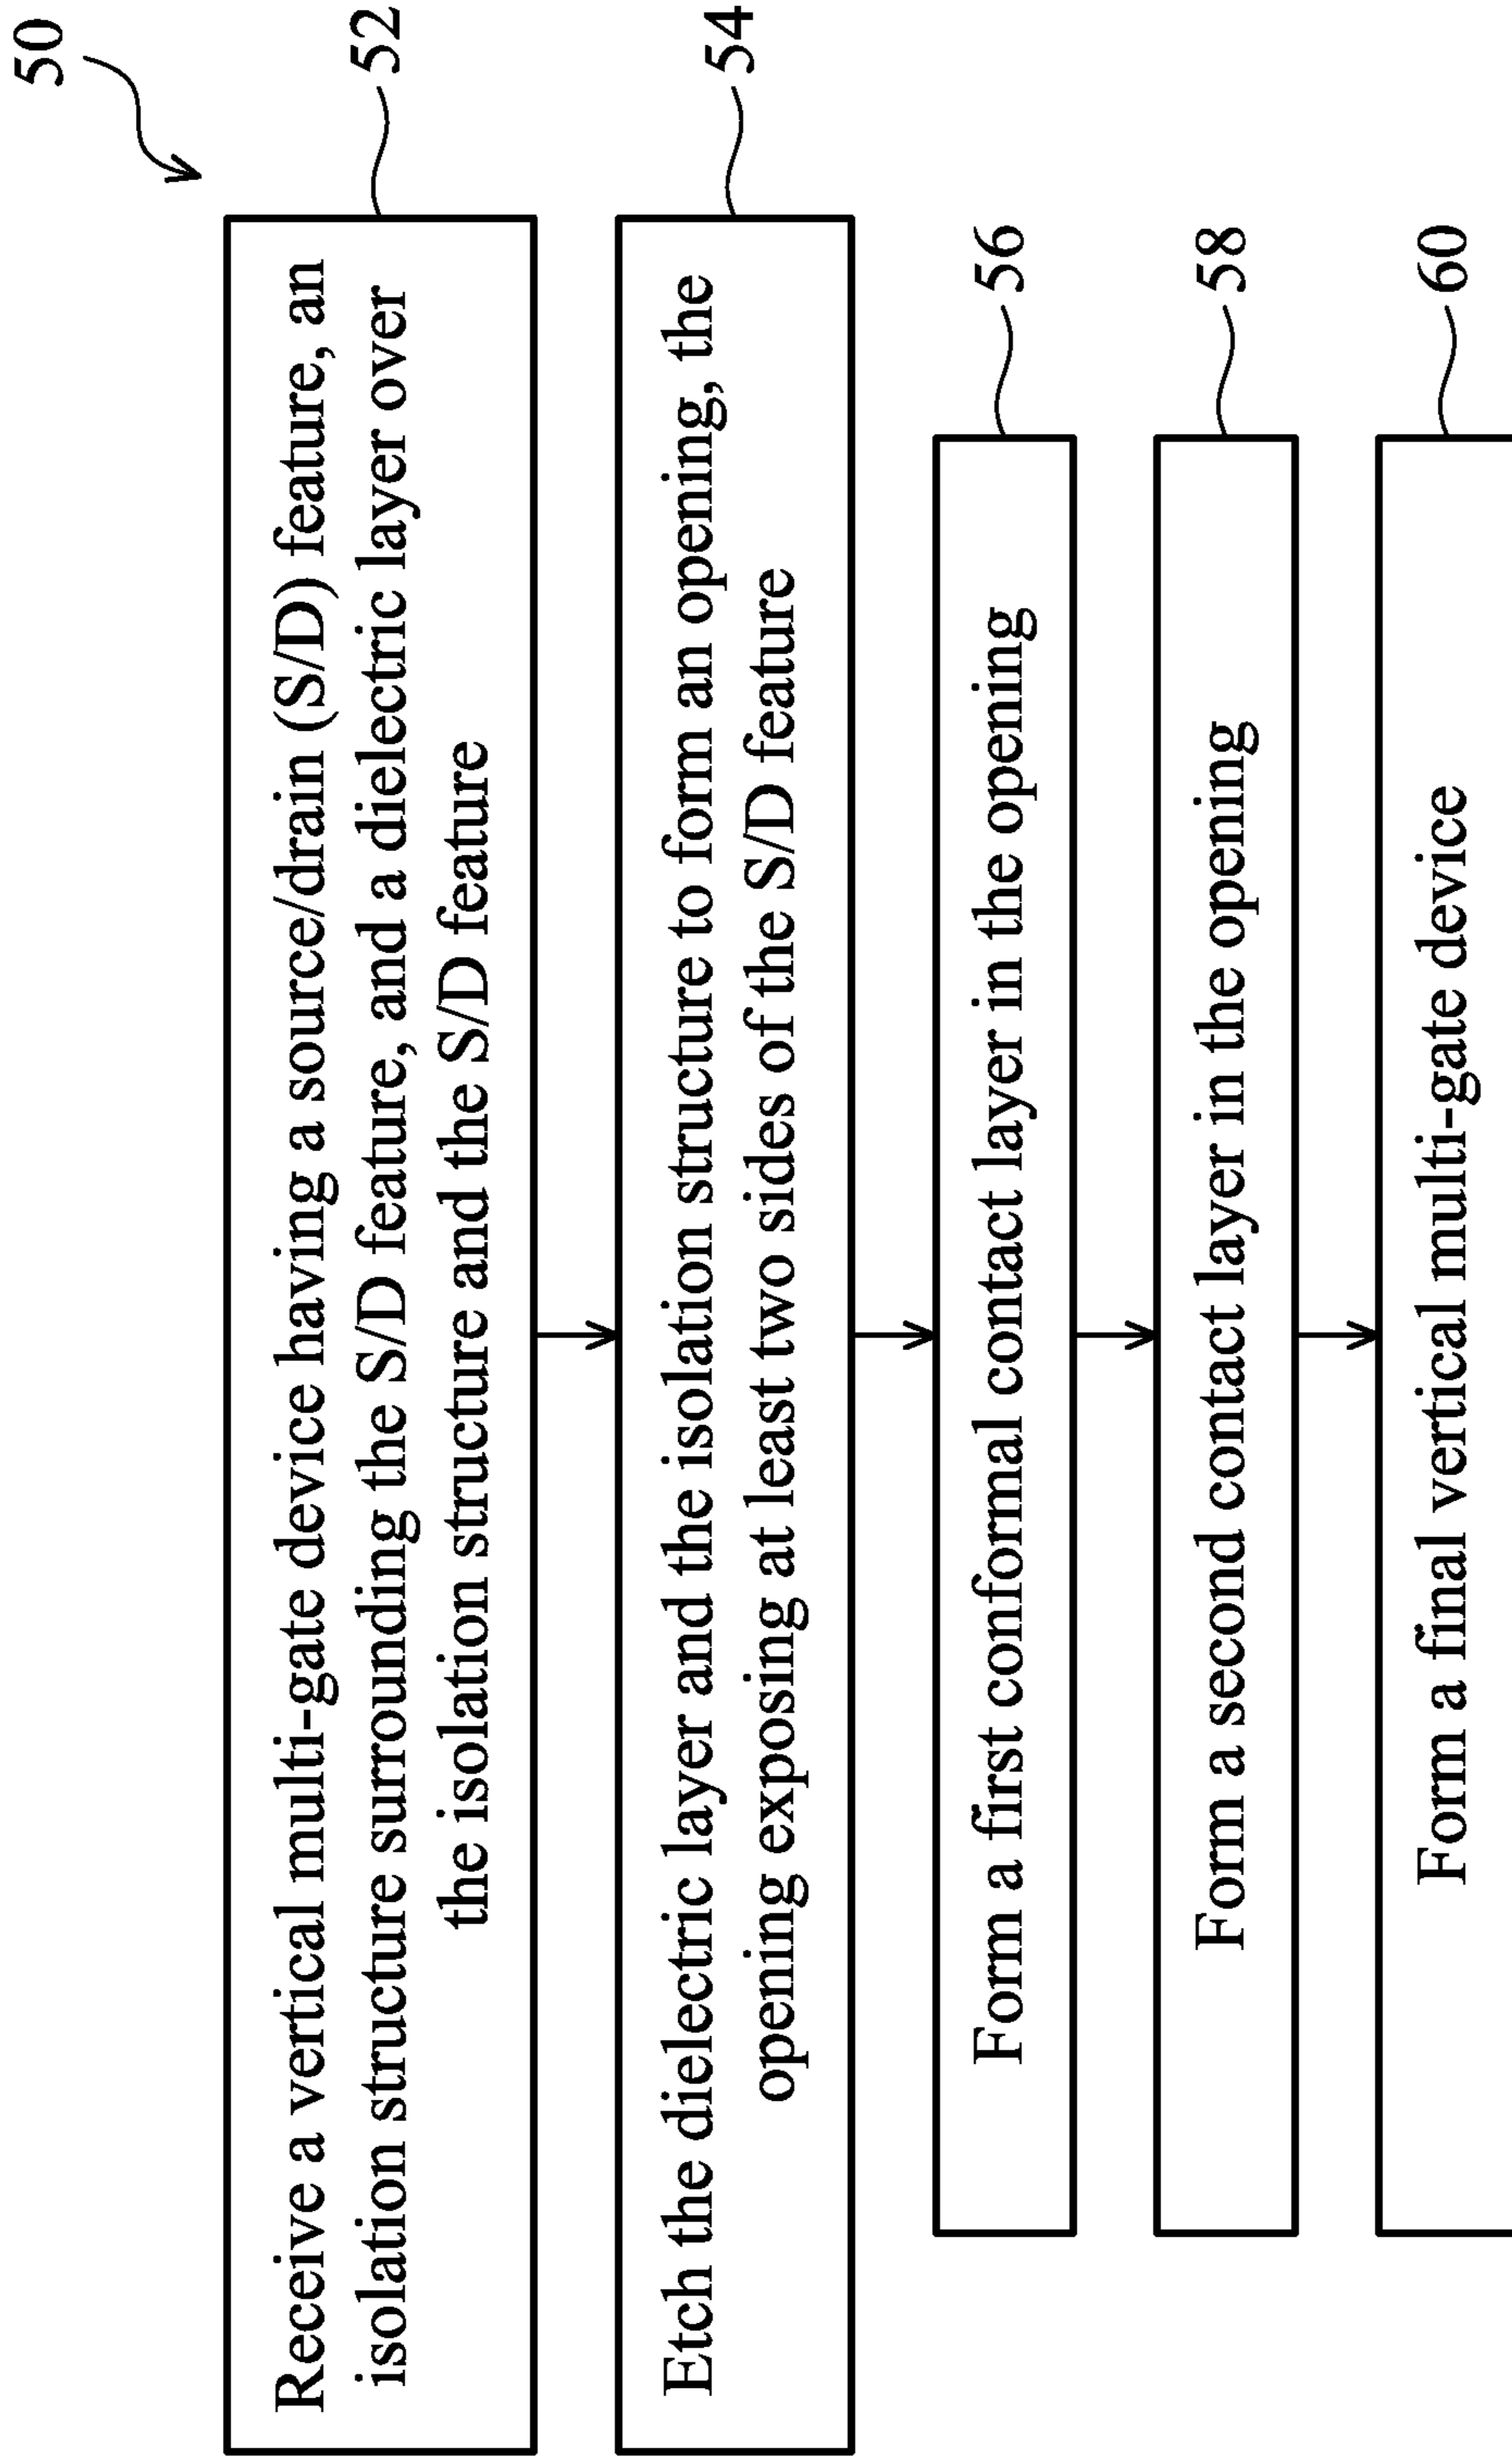 50
Receive a vertical multi-gate device having a source/drain (S/D) feature, an
isolation structure surrounding the S/D feature, and a dielectric layer over
the isolation structure and the S/D feature
52
Etch the dielectric layer and the isolation structure to form an opening, the
opening exposing at least two sides of the S/D feature
54
Form a first conformal contact layer in the opening
56
Form a second contact layer in the opening
58
Form a final vertical multi-gate device
60